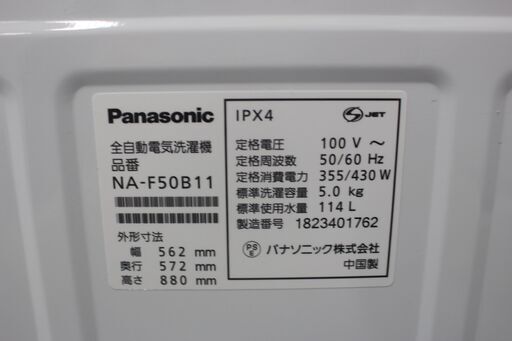 Panasonic
全自動電気洗濯機
品番
NA-F50B11
外形寸法
幅 562 mm
奥行 572 mm
高さ 880 mm
IPX4
S JET
定格電圧 100 V ～
定格周波数 50/60 Hz
定格消費電力 355/430 W
標準洗濯容量 5.0 kg
標準使用水量 114 L
製造番号 1823401762
PS E パナソニック株式会社
中国製